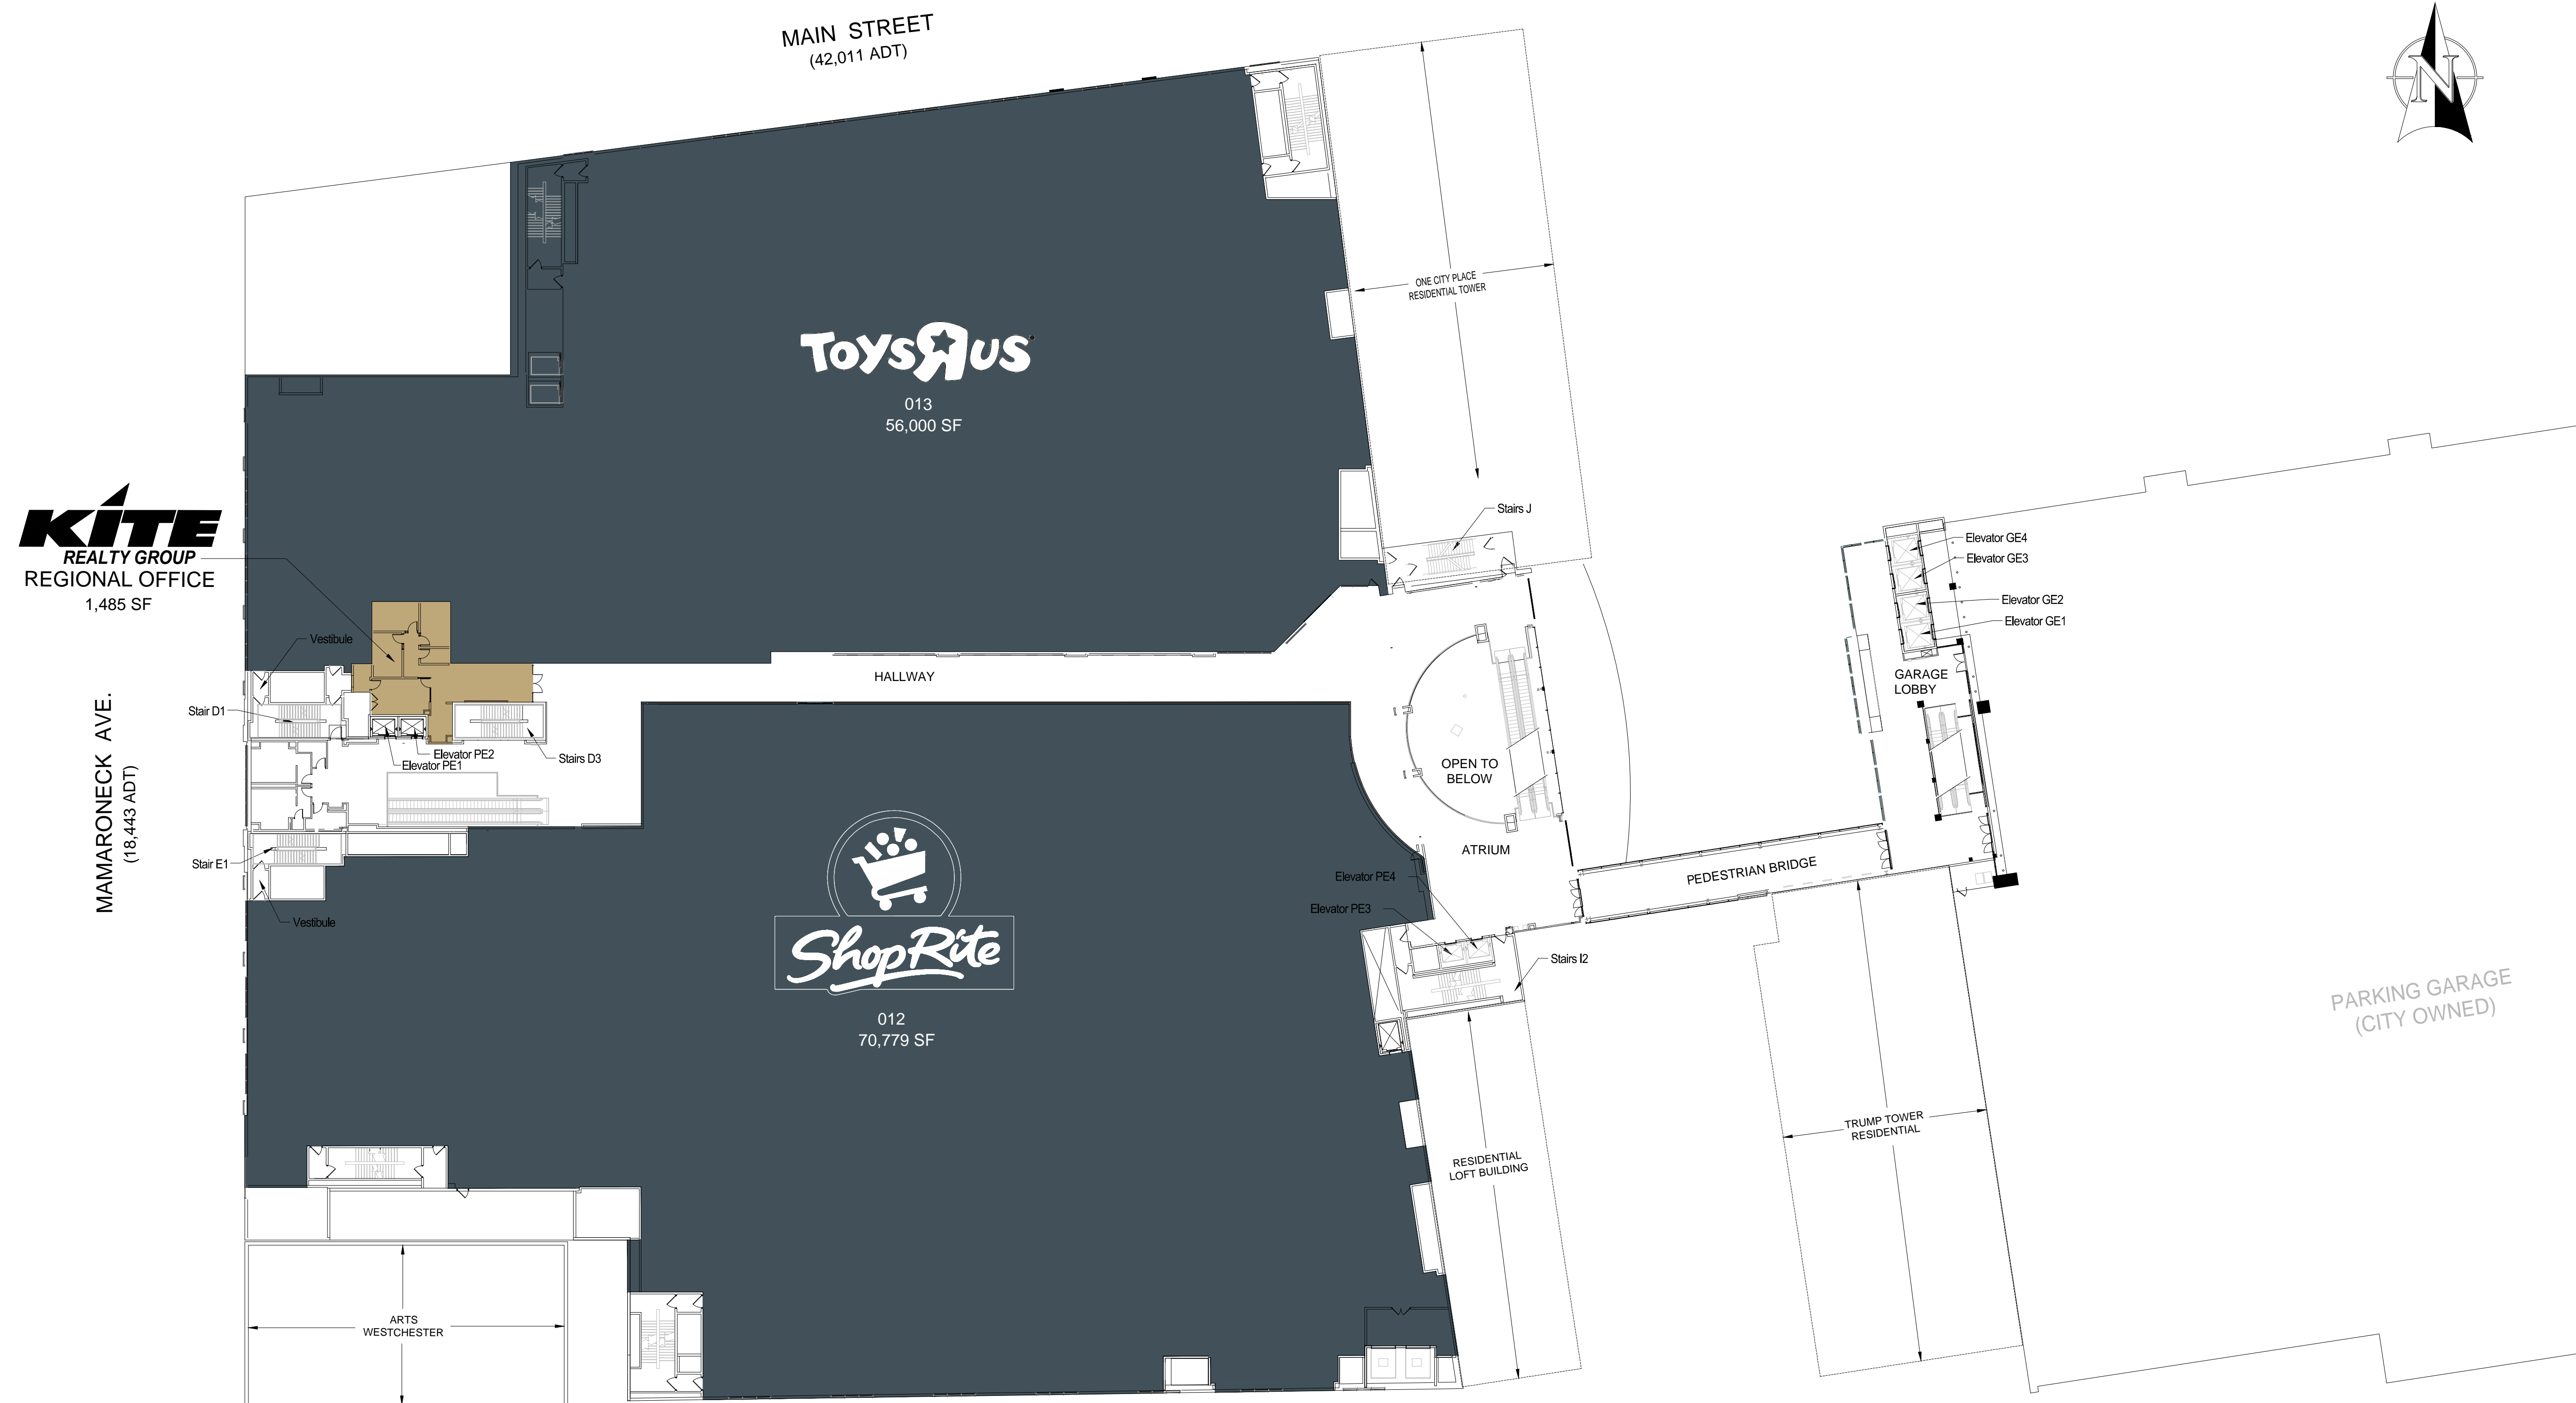 MAIN STREET
(42,011 ADT)
N
ONE CITY PLACE
RESIDENTIAL TOWER
ToysRus
013
56,000 SF
KITE
REALTY GROUP
REGIONAL OFFICE
1,485 SF
Stairs J
Elevator GE4
Elevator GE3
Elevator GE2
Elevator GE1
Vestibule
HALLWAY
GARAGE
LOBBY
MAMARONECK AVE.
(18,443 ADT)
Stair D1
Elevator PE2
Elevator PE1
Stairs D3
OPEN TO
BELOW
ATRIUM
Stair E1
PEDESTRIAN BRIDGE
Elevator PE4
Elevator PE3
Vestibule
ShopRite
012
70,779 SF
Stairs I2
PARKING GARAGE
(CITY OWNED)
TRUMP TOWER
RESIDENTIAL
RESIDENTIAL
LOFT BUILDING
ARTS
WESTCHESTER